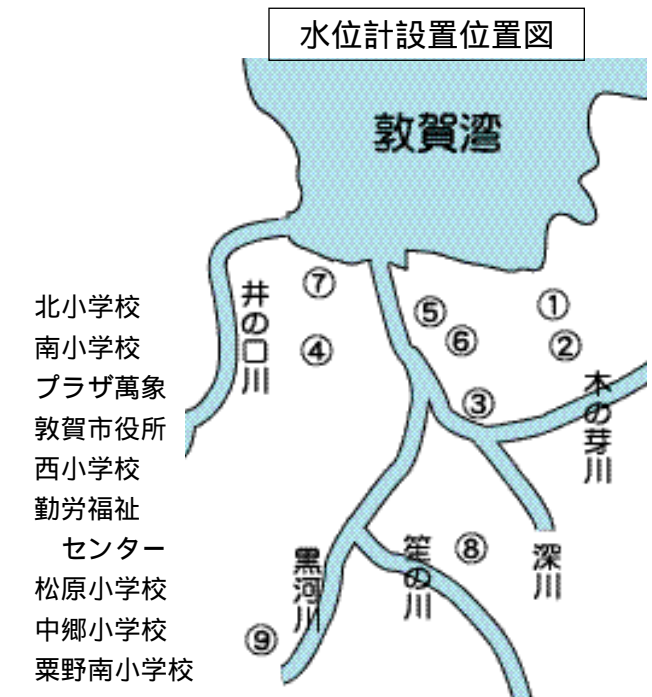 水位計設置位置図
敦賀湾
北小学校
南小学校
プラザ萬象
敦賀市役所
西小学校
勤労福祉
センター
松原小学校
中郷小学校
粟野南小学校
井の口川
⑦
④
⑤
⑥
①
②
③
木の芽川
黒河川
笙の川
⑧
深川
⑨